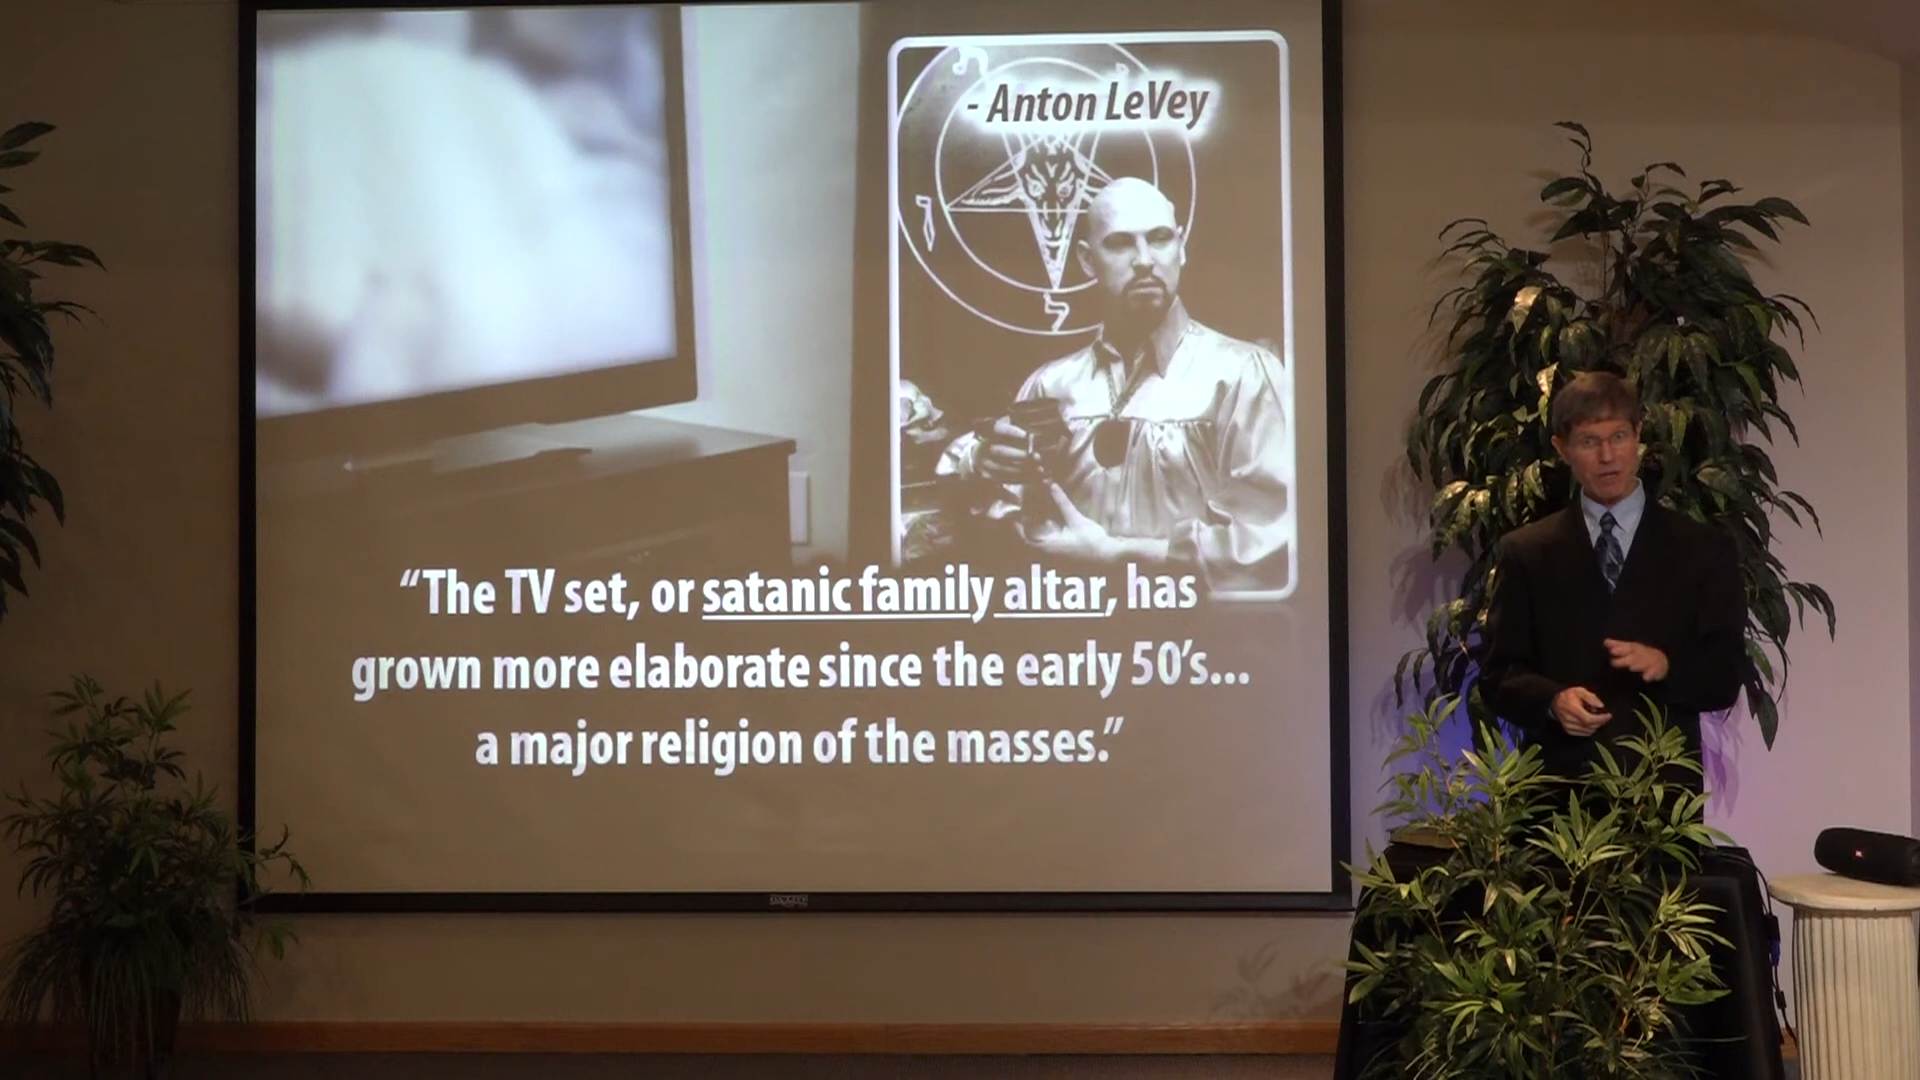 - Anton LeVey
“The TV set, or satanic family altar, has
grown more elaborate since the early 50’s...
a major religion of the masses.”
JBL